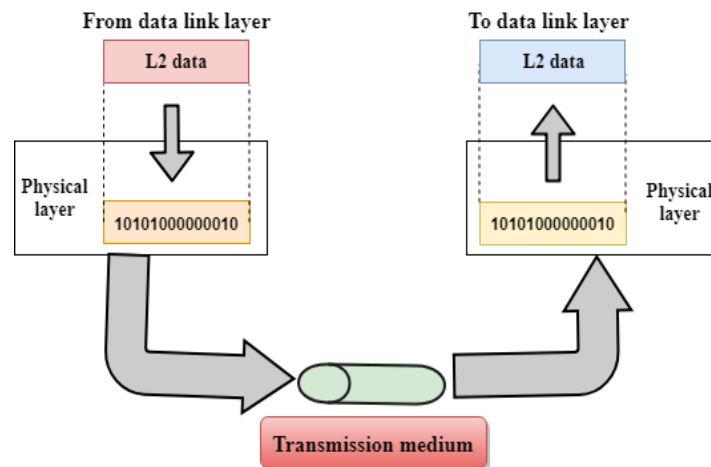 From data link layer
To data link layer
L2 data
L2 data
Physical
layer
10101000000010
10101000000010
Physical
layer
Transmission medium